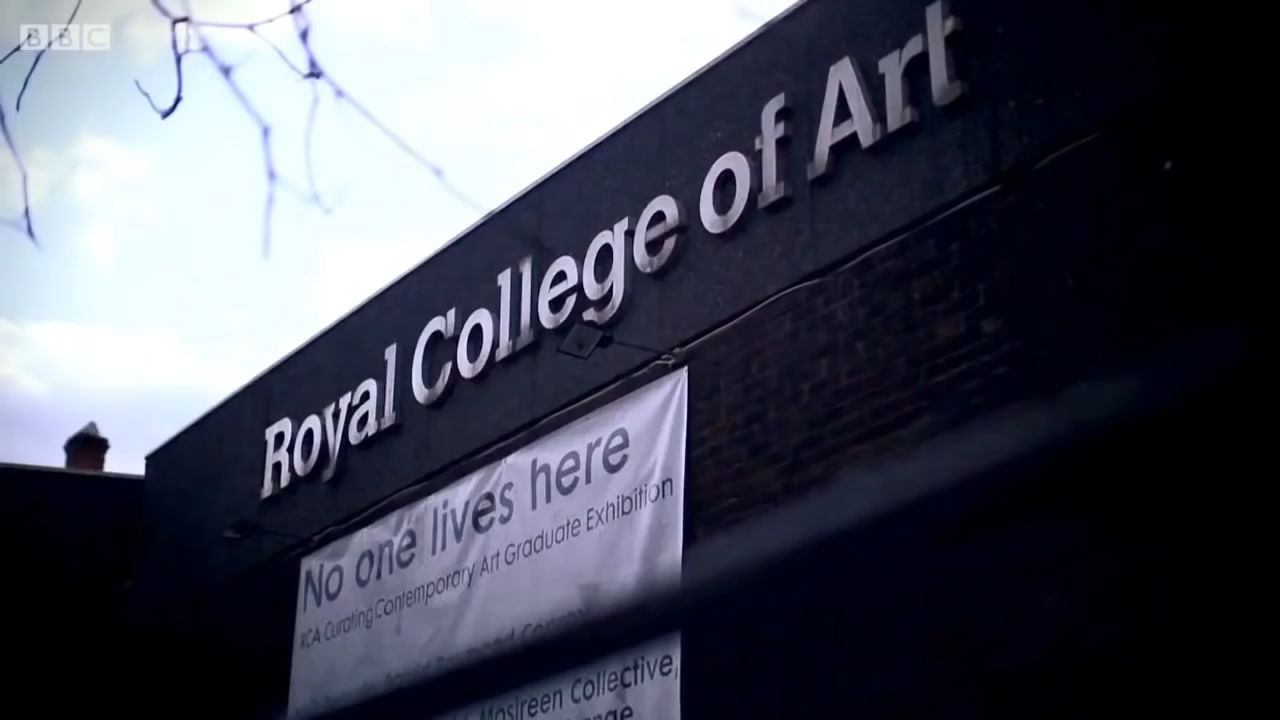 BBC
Royal College of Art
No one lives here
RCA Curating Contemporary Art Graduate Exhibition
Mosireen Collective,